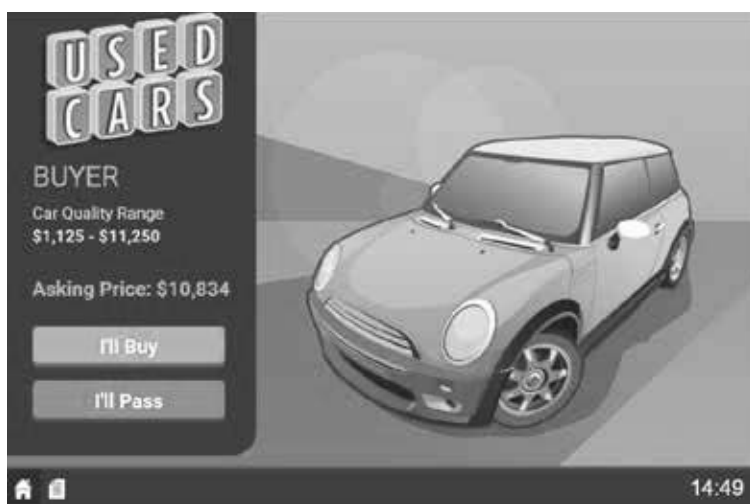 USED
CARS
BUYER
Car Quality Range
$1,125 - $11,250
Asking Price: $10,834
I'll Buy
I'll Pass
14:49